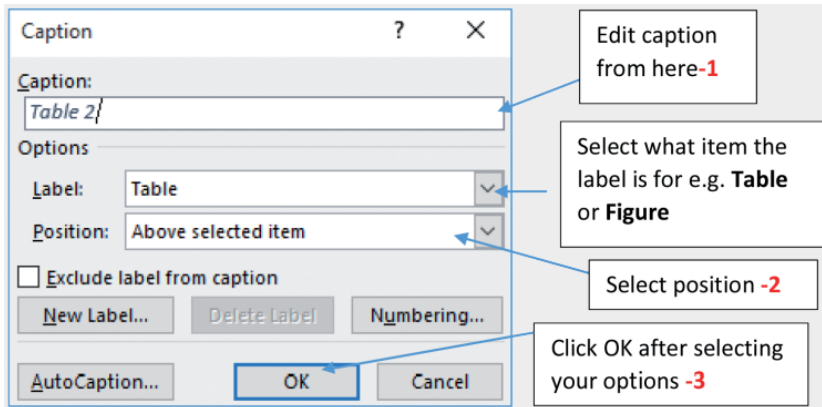 Caption ? X
Caption:
Table 2
Options
Label: Table
Position: Above selected item
Exclude label from caption
New Label... Delete Label Numbering...
AutoCaption... OK Cancel
Edit caption
from here-1
Select what item the
label is for e.g. Table
or Figure
Select position -2
Click OK after selecting
your options -3